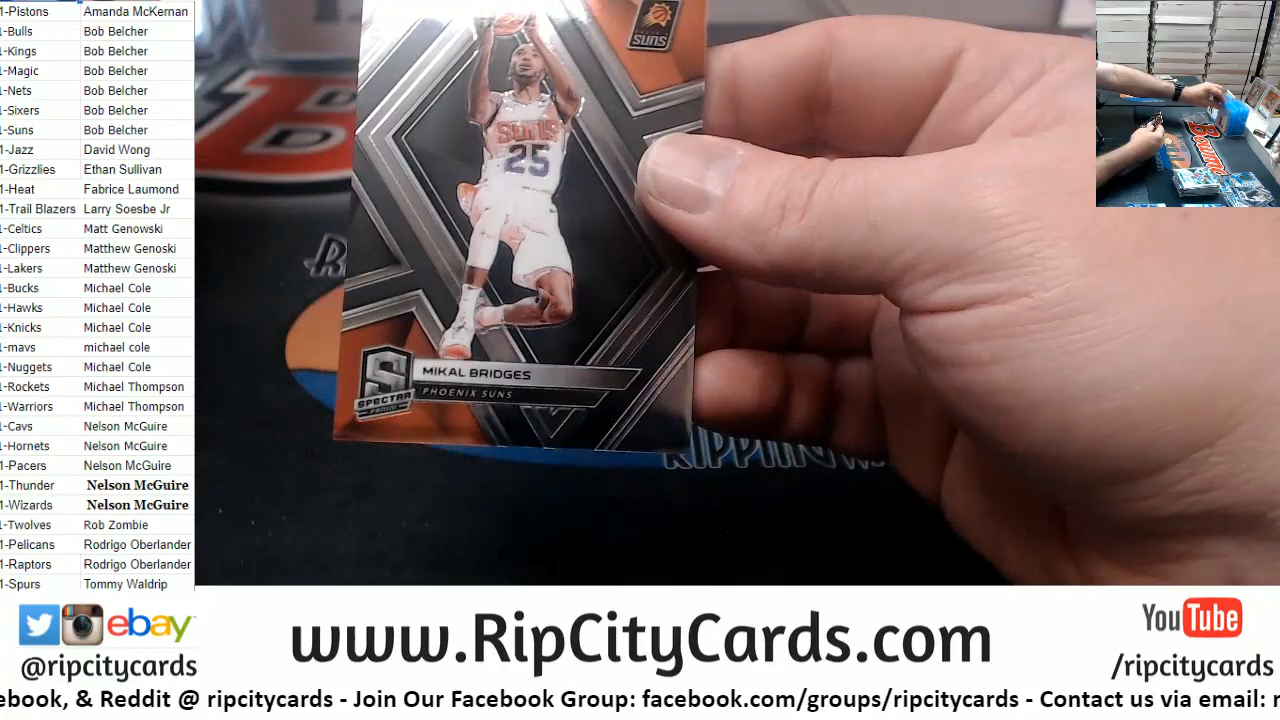 1-Pistons Amanda McKernan
1-Bulls Bob Belcher
1-Kings Bob Belcher
1-Magic Bob Belcher
1-Nets Bob Belcher
1-Sixers Bob Belcher
1-Suns Bob Belcher
1-Jazz David Wong
1-Grizzlies Ethan Sullivan
1-Heat Fabrice Laumond
1-Trail Blazers Larry Soesbe Jr
1-Celtics Matt Genowski
1-Clippers Matthew Genoski
1-Lakers Matthew Genoski
1-Bucks Michael Cole
1-Hawks Michael Cole
1-Knicks Michael Cole
1-mavs michael cole
1-Nuggets Michael Cole
1-Rockets Michael Thompson
1-Warriors Michael Thompson
1-Cavs Nelson McGuire
1-Hornets Nelson McGuire
1-Pacers Nelson McGuire
1-Thunder Nelson McGuire
1-Wizards Nelson McGuire
1-Twolves Rob Zombie
1-Pelicans Rodrigo Oberlander
1-Raptors Rodrigo Oberlander
1-Spurs Tommy Waldrip
SUNS
SUNS
25
S
SPECTRA
PANINI
MIKAL BRIDGES
PHOENIX SUNS
Bowma
ebay
@ripcitycards
www.RipCityCards.com
YouTube
/ripcitycards
ebook, & Reddit @ ripcitycards - Join Our Facebook Group: facebook.com/groups/ripcitycards - Contact us via email: